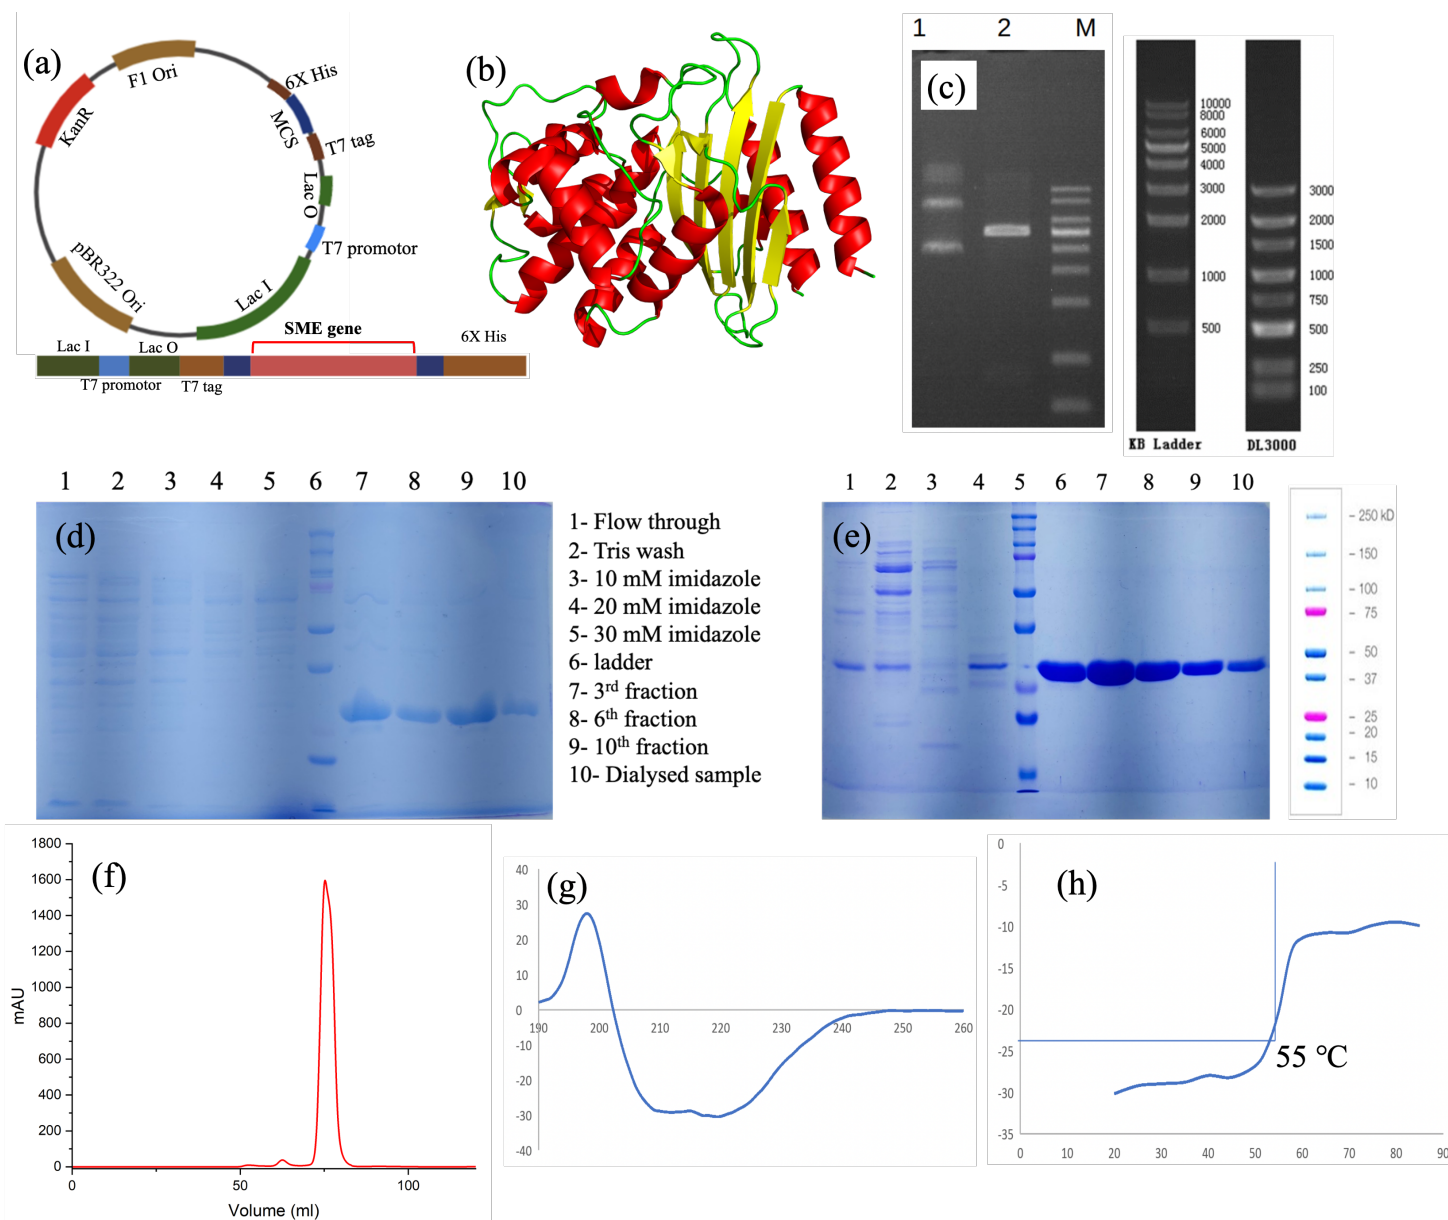 (a)
F1 Ori
KanR
6X His
MCS
T7 tag
Lac O
T7 promotor
Lac I
pBR322 Ori
SME gene
6X His
Lac I
Lac O
T7 promotor
T7 tag
(b)
1 2 M
(c)
10000
8000
6000
5000
4000
3000
2000
1000
500
KB Ladder
3000
2000
1500
1000
750
500
250
100
DL3000
1 2 3 4 5 6 7 8 9 10
(d)
1- Flow through
2- Tris wash
3- 10 mM imidazole
4- 20 mM imidazole
5- 30 mM imidazole
6- ladder
7- 3rd fraction
8- 6th fraction
9- 10th fraction
10- Dialysed sample
1 2 3 4 5 6 7 8 9 10
(e)
- 250 kD
- 150
- 100
- 75
- 50
- 37
- 25
- 20
- 15
- 10
(f)
1800
1600
1400
1200
1000
800
600
400
200
0
mAU
0 50 100
Volume (ml)
(g)
40
30
20
10
0
-10
-20
-30
-40
190 200 210 220 230 240 250 260
(h)
0
-5
-10
-15
-20
-25
-30
-35
55 °C
0 10 20 30 40 50 60 70 80 90